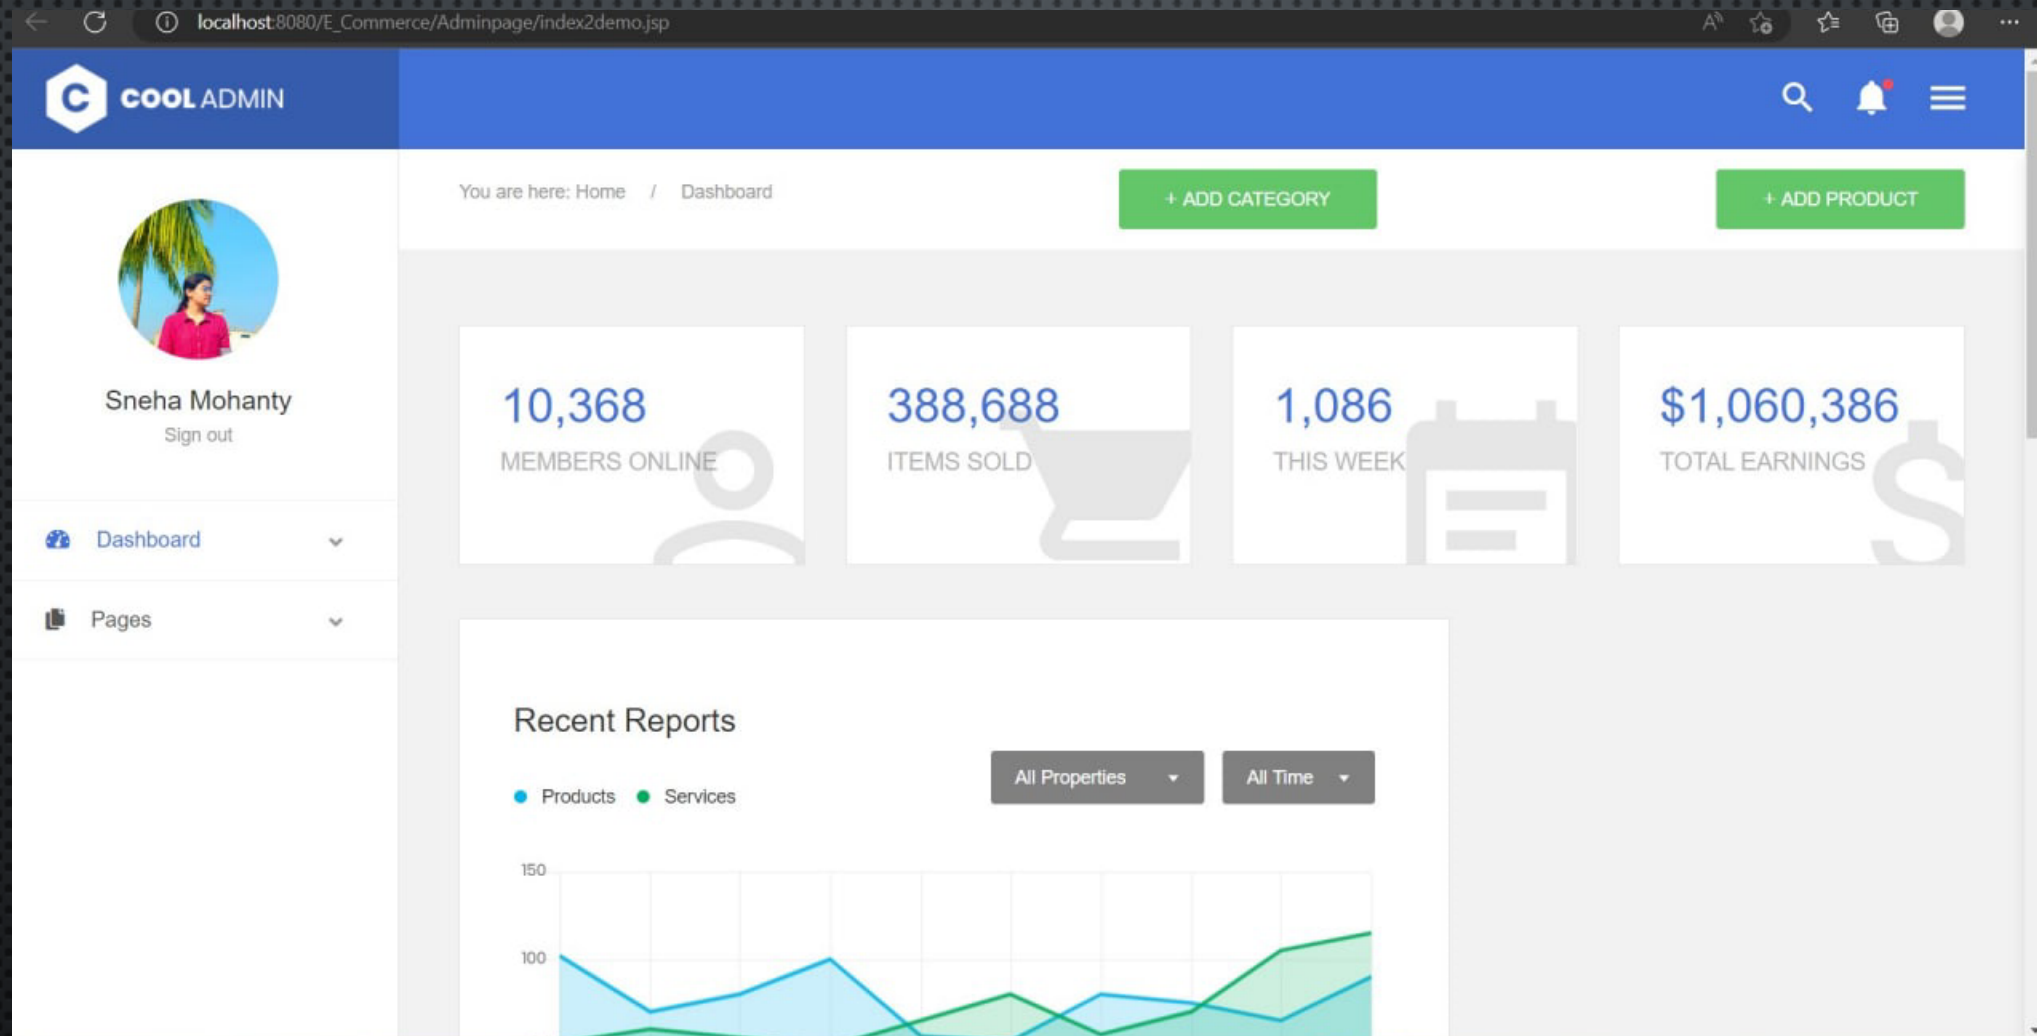 localhost:8080/E_Commerce/Adminpage/index2demo.jsp
COOL ADMIN
You are here: Home / Dashboard
+ ADD CATEGORY
+ ADD PRODUCT
Sneha Mohanty
Sign out
Dashboard
Pages
10,368
MEMBERS ONLINE
388,688
ITEMS SOLD
1,086
THIS WEEK
$1,060,386
TOTAL EARNINGS
Recent Reports
Products Services
All Properties
All Time
150
100